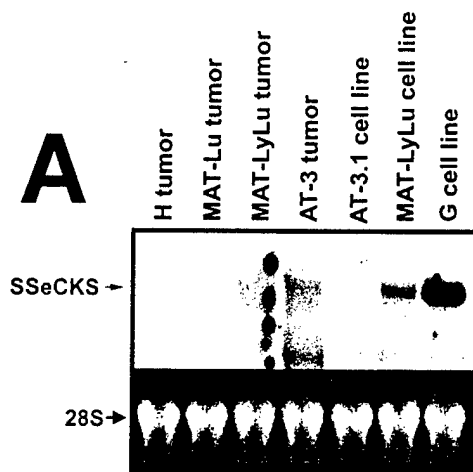 A
H tumor
MAT-Lu tumor
MAT-LyLu tumor
AT-3 tumor
AT-3.1 cell line
MAT-LyLu cell line
G cell line
SSeCKS
28S